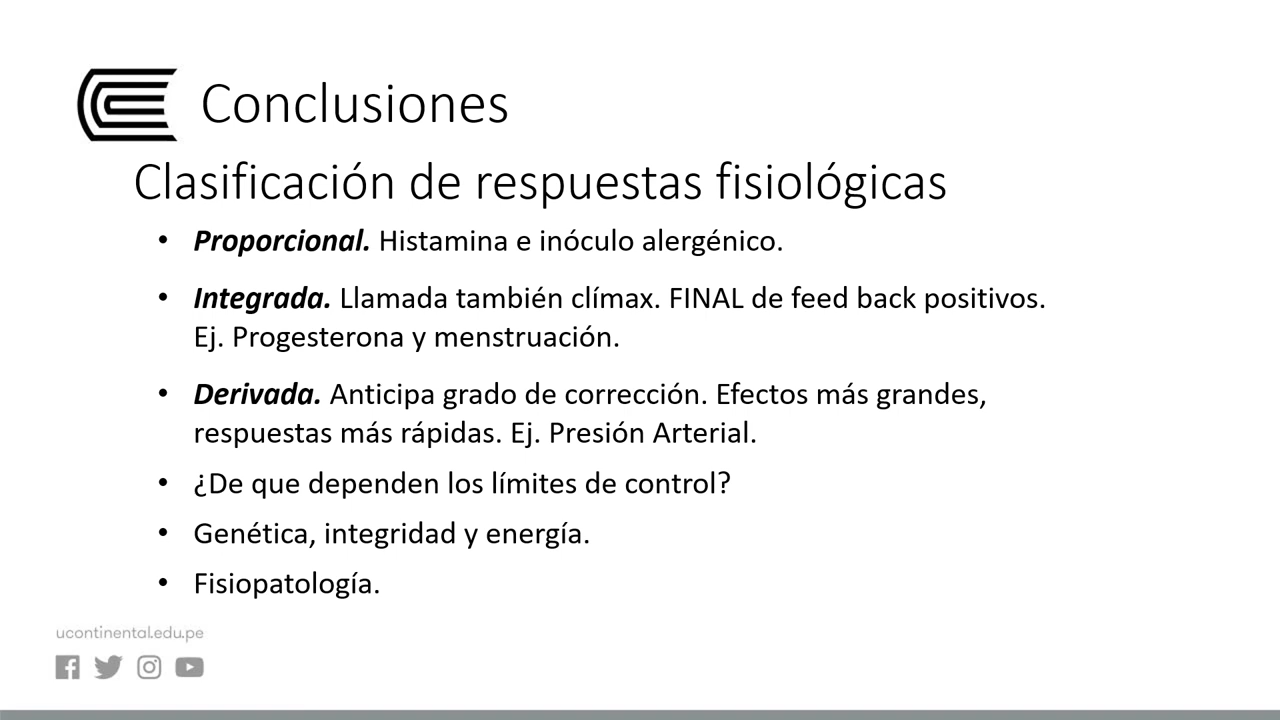 Conclusiones
Clasificación de respuestas fisiológicas
• Proporcional. Histamina e inóculo alergénico.
• Integrada. Llamada también clímax. FINAL de feed back positivos.
Ej. Progesterona y menstruación.
• Derivada. Anticipa grado de corrección. Efectos más grandes,
respuestas más rápidas. Ej. Presión Arterial.
• ¿De que dependen los límites de control?
• Genética, integridad y energía.
• Fisiopatología.
ucontinental.edu.pe